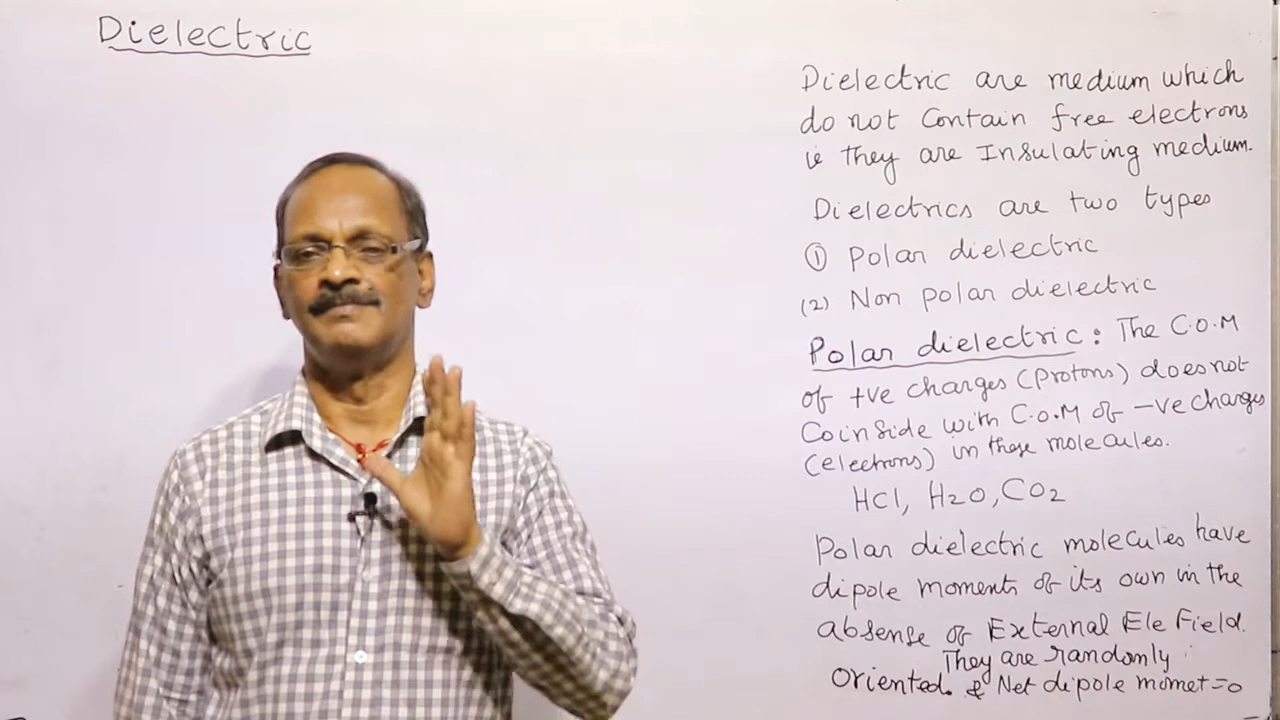 Dielectric
Dielectric are medium which
do not contain free electrons
ie they are Insulating medium.
Dielectrics are two types
① Polar dielectric
(2) Non polar dielectric
Polar dielectric: The C.O.M
of +ve charges (protons) does not
Coinside with C.O.M of -ve charges
(electrons) in these molecules.
HCl, H2O, CO2
Polar dielectric molecules have
dipole moments of its own in the
absense of External Ele Field.
They are randomly
oriented. & Net dipole momet = 0